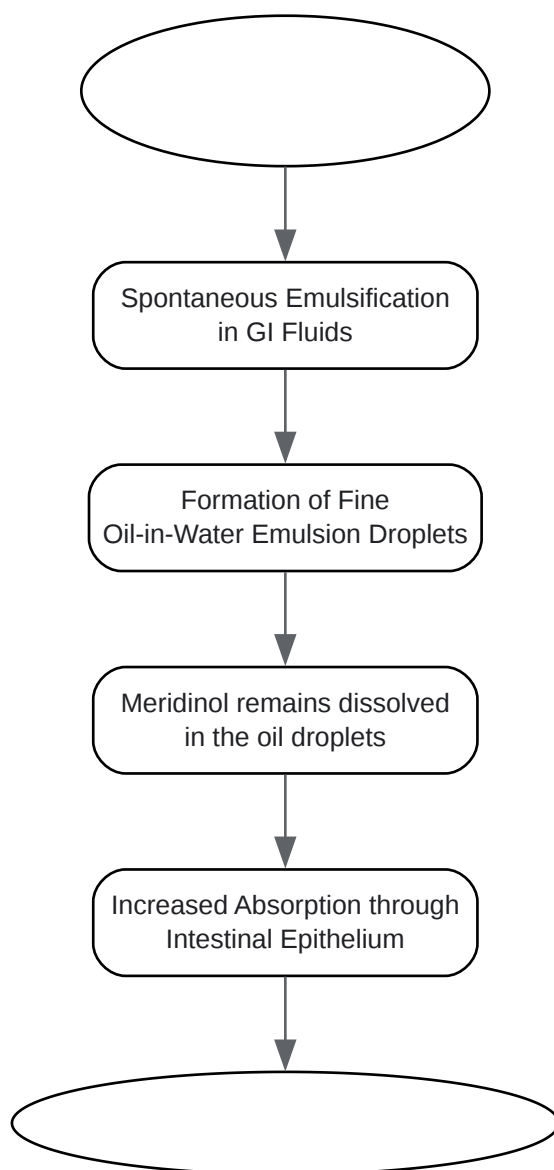 Spontaneous Emulsification
in GI Fluids
Formation of Fine
Oil-in-Water Emulsion Droplets
Meridinol remains dissolved
in the oil droplets
Increased Absorption through
Intestinal Epithelium